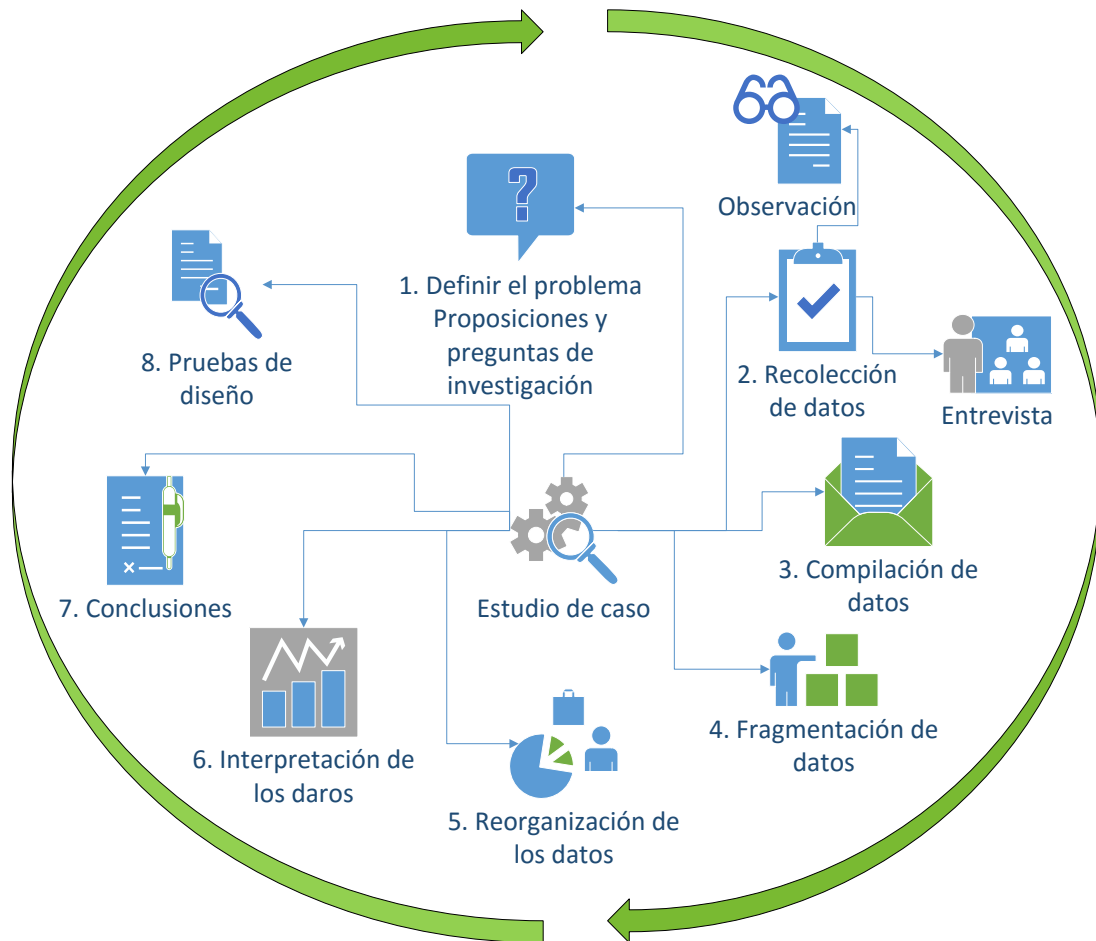 1. Definir el problema
Proposiciones y
preguntas de
investigación
Observación
2. Recolección
de datos
Entrevista
3. Compilación de
datos
4. Fragmentación de
datos
5. Reorganización de
los datos
6. Interpretación de
los daros
7. Conclusiones
8. Pruebas de
diseño
Estudio de caso